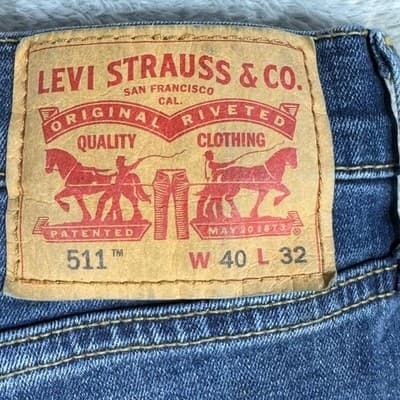 LEVI STRAUSS & CO.
SAN FRANCISCO
CAL.
ORIGINAL RIVETED
QUALITY CLOTHING
PATENTED MAY 20 1873
511™ W 40 L 32